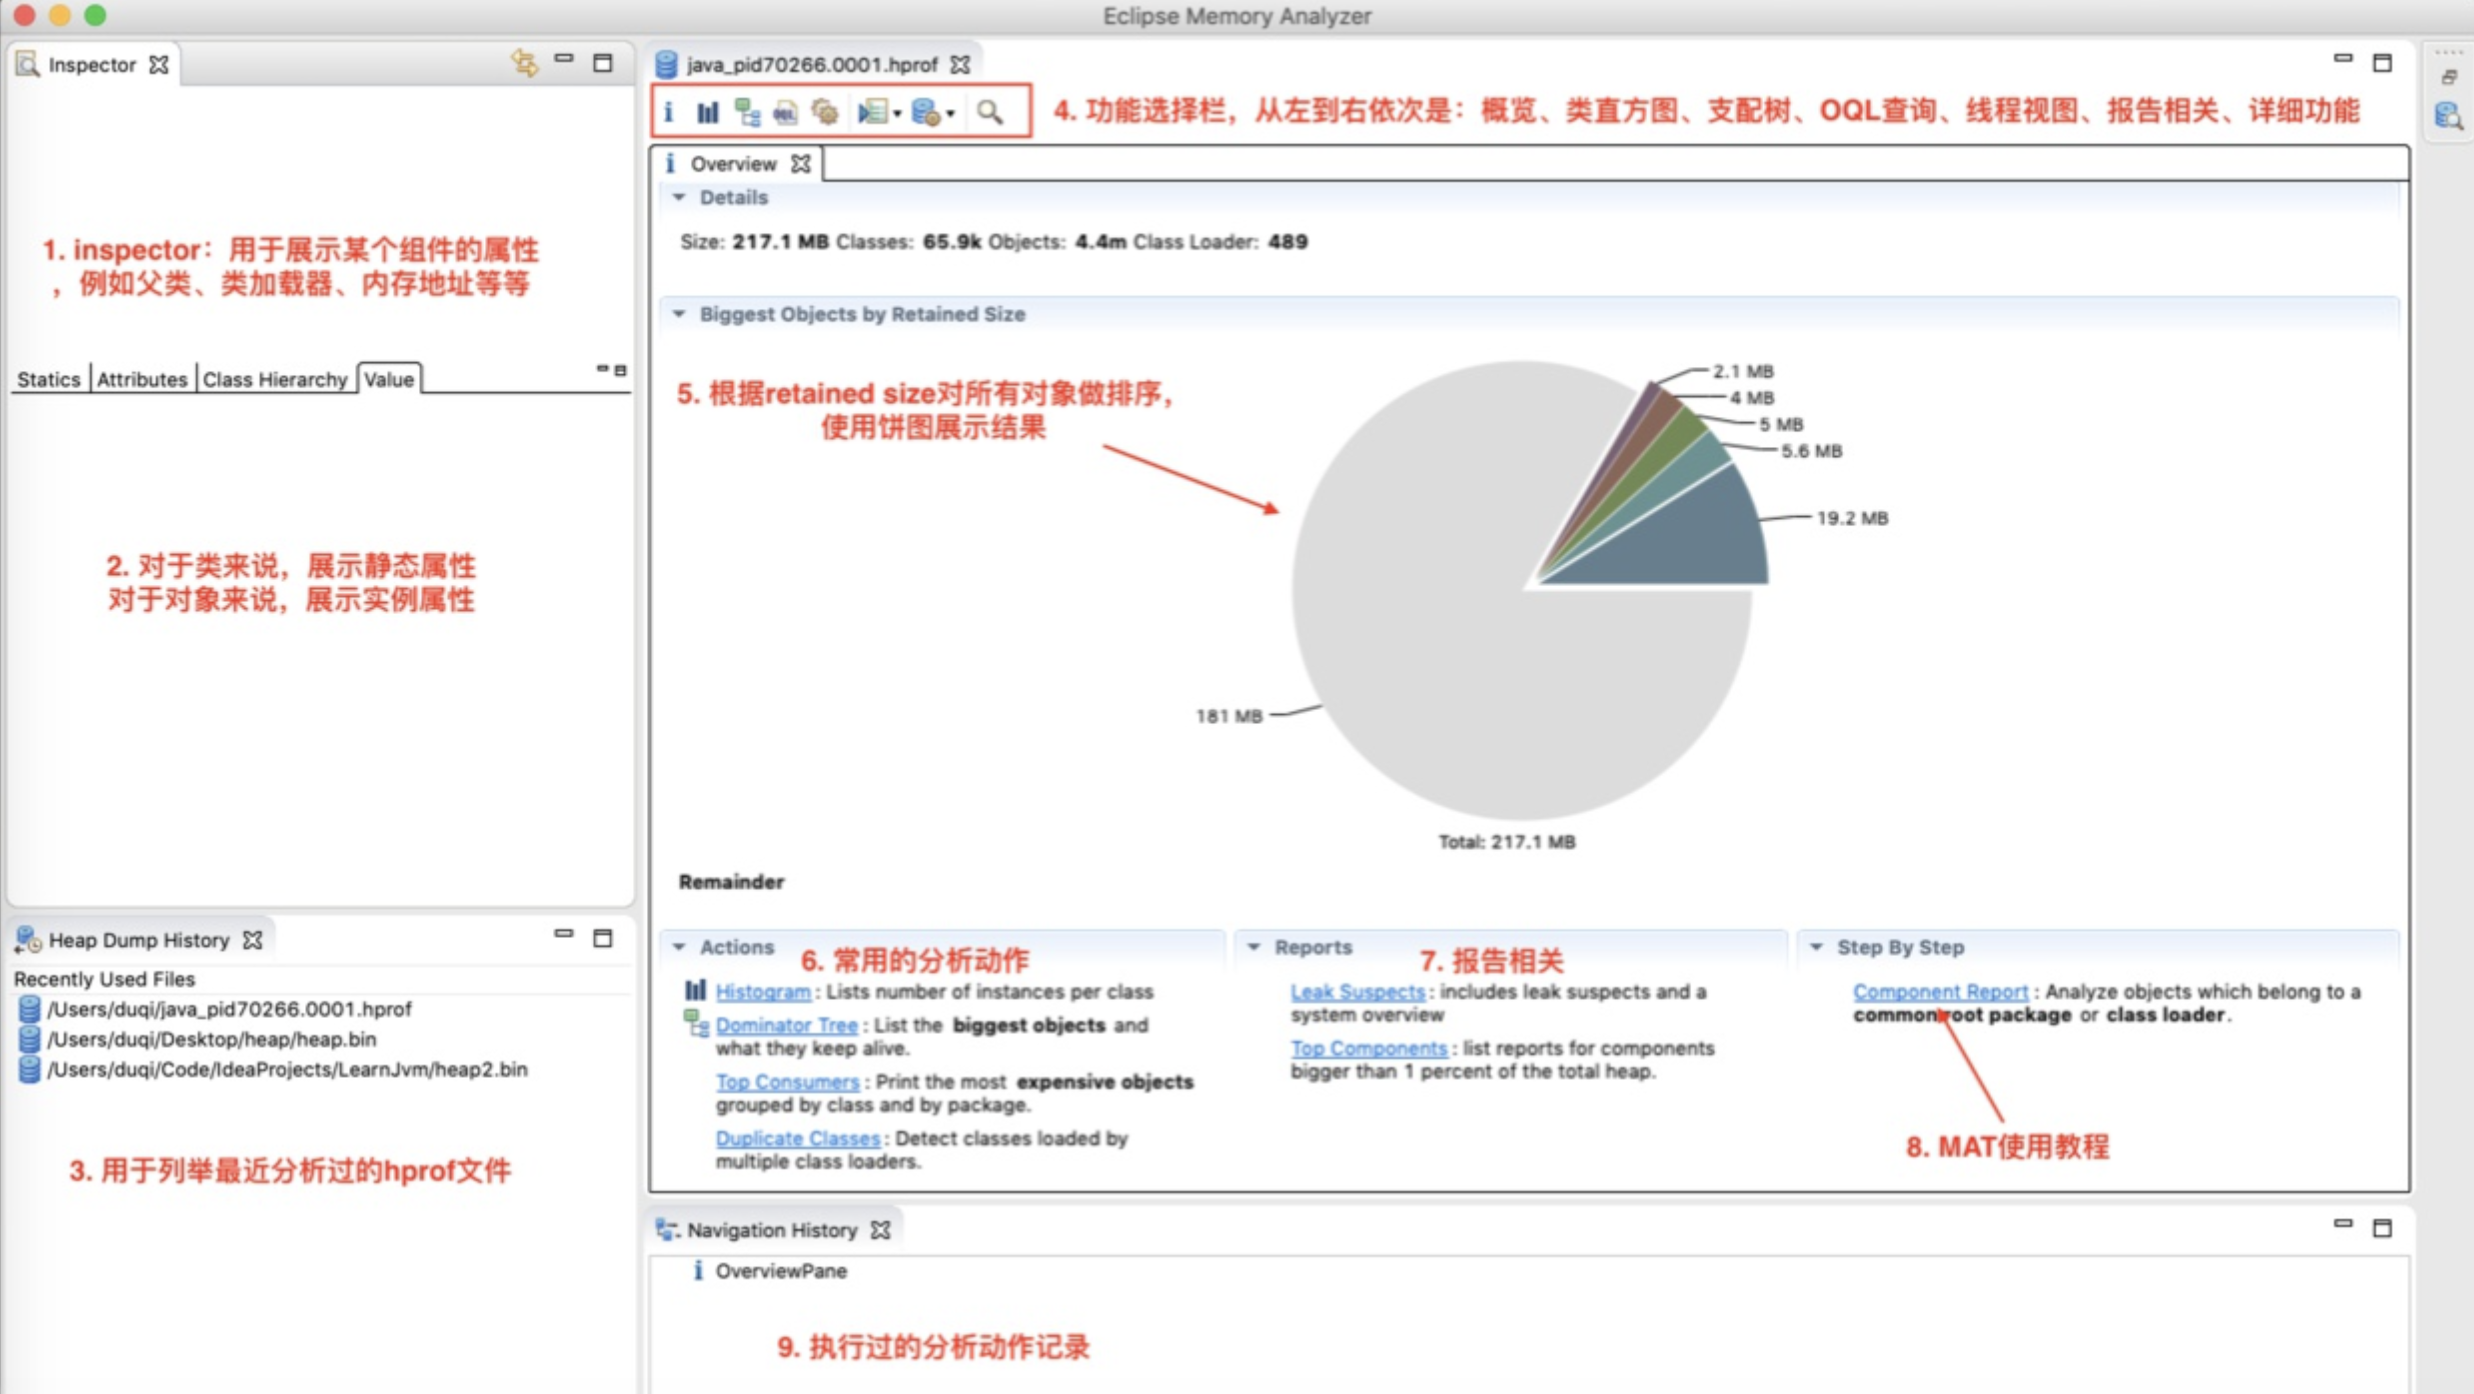 Eclipse Memory Analyzer
Inspector
1. inspector：用于展示某个组件的属性
，例如父类、类加载器、内存地址等等
Statics
Attributes
Class Hierarchy
Value
2. 对于类来说，展示静态属性
对于对象来说，展示实例属性
Heap Dump History
Recently Used Files
/Users/duqi/java_pid70266.0001.hprof
/Users/duqi/Desktop/heap/heap.bin
/Users/duqi/Code/IdeaProjects/LearnJvm/heap2.bin
3. 用于列举最近分析过的hprof文件
java_pid70266.0001.hprof
4. 功能选择栏，从左到右依次是：概览、类直方图、支配树、OQL查询、线程视图、报告相关、详细功能
Overview
Details
Size: 217.1 MB Classes: 65.9k Objects: 4.4m Class Loader: 489
Biggest Objects by Retained Size
5. 根据retained size对所有对象做排序，
使用饼图展示结果
2.1 MB
4 MB
5 MB
5.6 MB
19.2 MB
181 MB
Total: 217.1 MB
Remainder
Actions
6. 常用的分析动作
Histogram : Lists number of instances per class
Dominator Tree : List the biggest objects and
what they keep alive.
Top Consumers : Print the most expensive objects
grouped by class and by package.
Duplicate Classes : Detect classes loaded by
multiple class loaders.
Reports
7. 报告相关
Leak Suspects : includes leak suspects and a
system overview
Top Components : list reports for components
bigger than 1 percent of the total heap.
Step By Step
Component Report : Analyze objects which belong to a
common root package or class loader.
8. MAT使用教程
Navigation History
OverviewPane
9. 执行过的分析动作记录